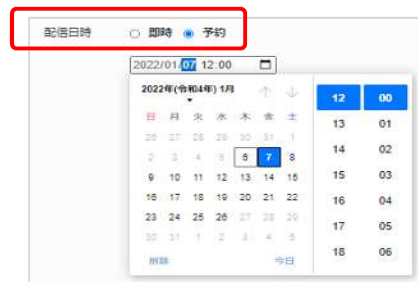 配信日時 即時 予約
2022/01/07 12:00
2022年(令和4年) 1月
日 月 火 水 木 金 土
26 27 28 29 30 31 1
2 3 4 5 6 7 8
9 10 11 12 13 14 15
16 17 18 19 20 21 22
23 24 25 26 27 28 29
30 31 1 2 3 4 5
削除 今日
12 00
13 01
14 02
15 03
16 04
17 05
18 06